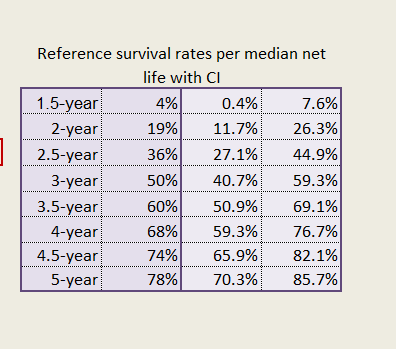 Reference survival rates per median net
life with CI
1.5-year 4% 0.4% 7.6%
2-year 19% 11.7% 26.3%
2.5-year 36% 27.1% 44.9%
3-year 50% 40.7% 59.3%
3.5-year 60% 50.9% 69.1%
4-year 68% 59.3% 76.7%
4.5-year 74% 65.9% 82.1%
5-year 78% 70.3% 85.7%